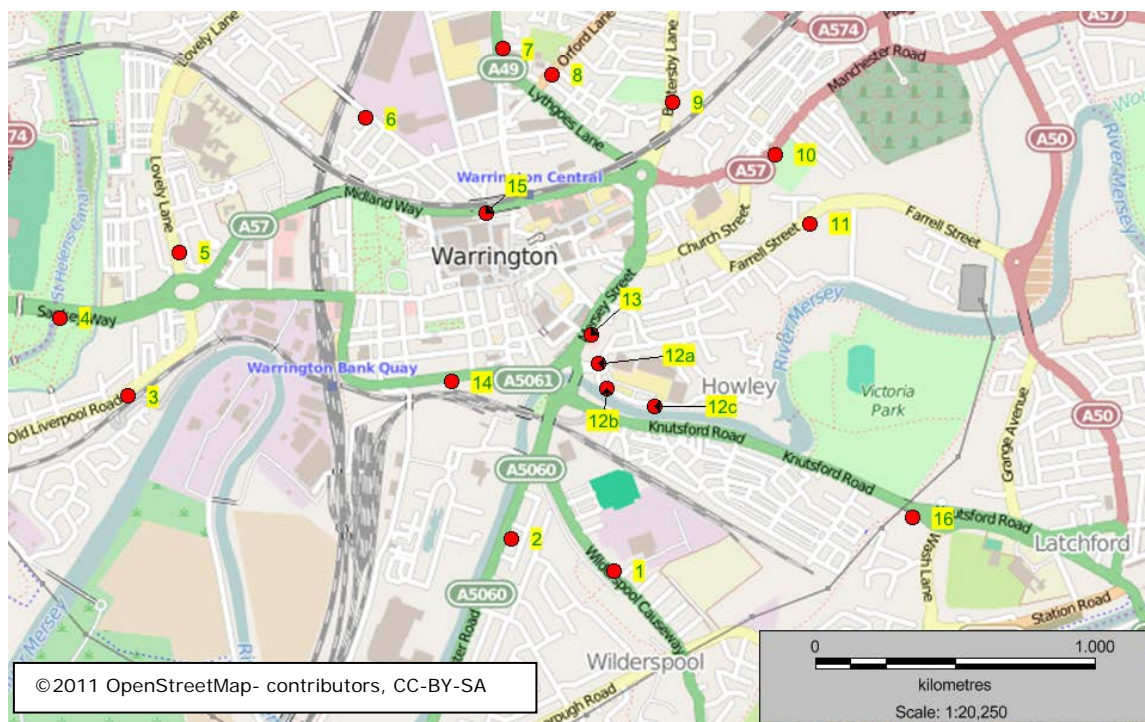 A574
A57
Lovely Lane
7
Orford Lane
8
A49
Lythgoes Lane
Battersby Lane
9
Manchester Road
6
A50
River Mersey
10
A57
74
Warrington Central
15
Midland Way
Lovely Lane
St Helens Canal
A57
5
Church Street
11
Farrell Street
Farrell Street
Warrington
Sankey Way
4
Mersey Street
13
River Mersey
12a
Warrington Bank Quay
14
A5061
Howley
Victoria
Park
3
Old Liverpool Road
12b
12c
Knutsford Road
A50
Grange Avenue
Knutsford Road
A5060
16
Knutsford Road
2
Wash Lane
Latchford
1
Wilderspool Causeway
A5060
Station Road
Mersey
Wilderspool
0 1.000
kilometres
Scale: 1:20,250
©2011 OpenStreetMap- contributors, CC-BY-SA